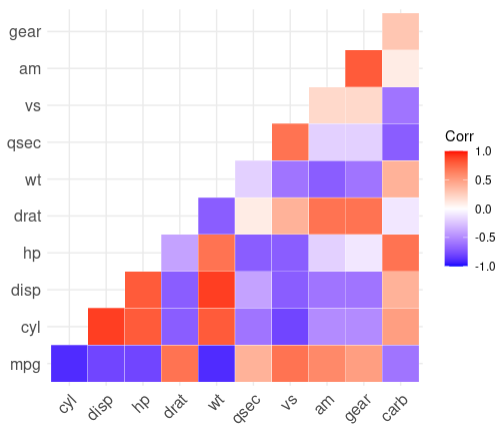 gear
am
vs
qsec
wt
drat
hp
disp
cyl
mpg
cyl disp hp drat wt qsec vs am gear carb
Corr
1.0
0.5
0.0
-0.5
-1.0